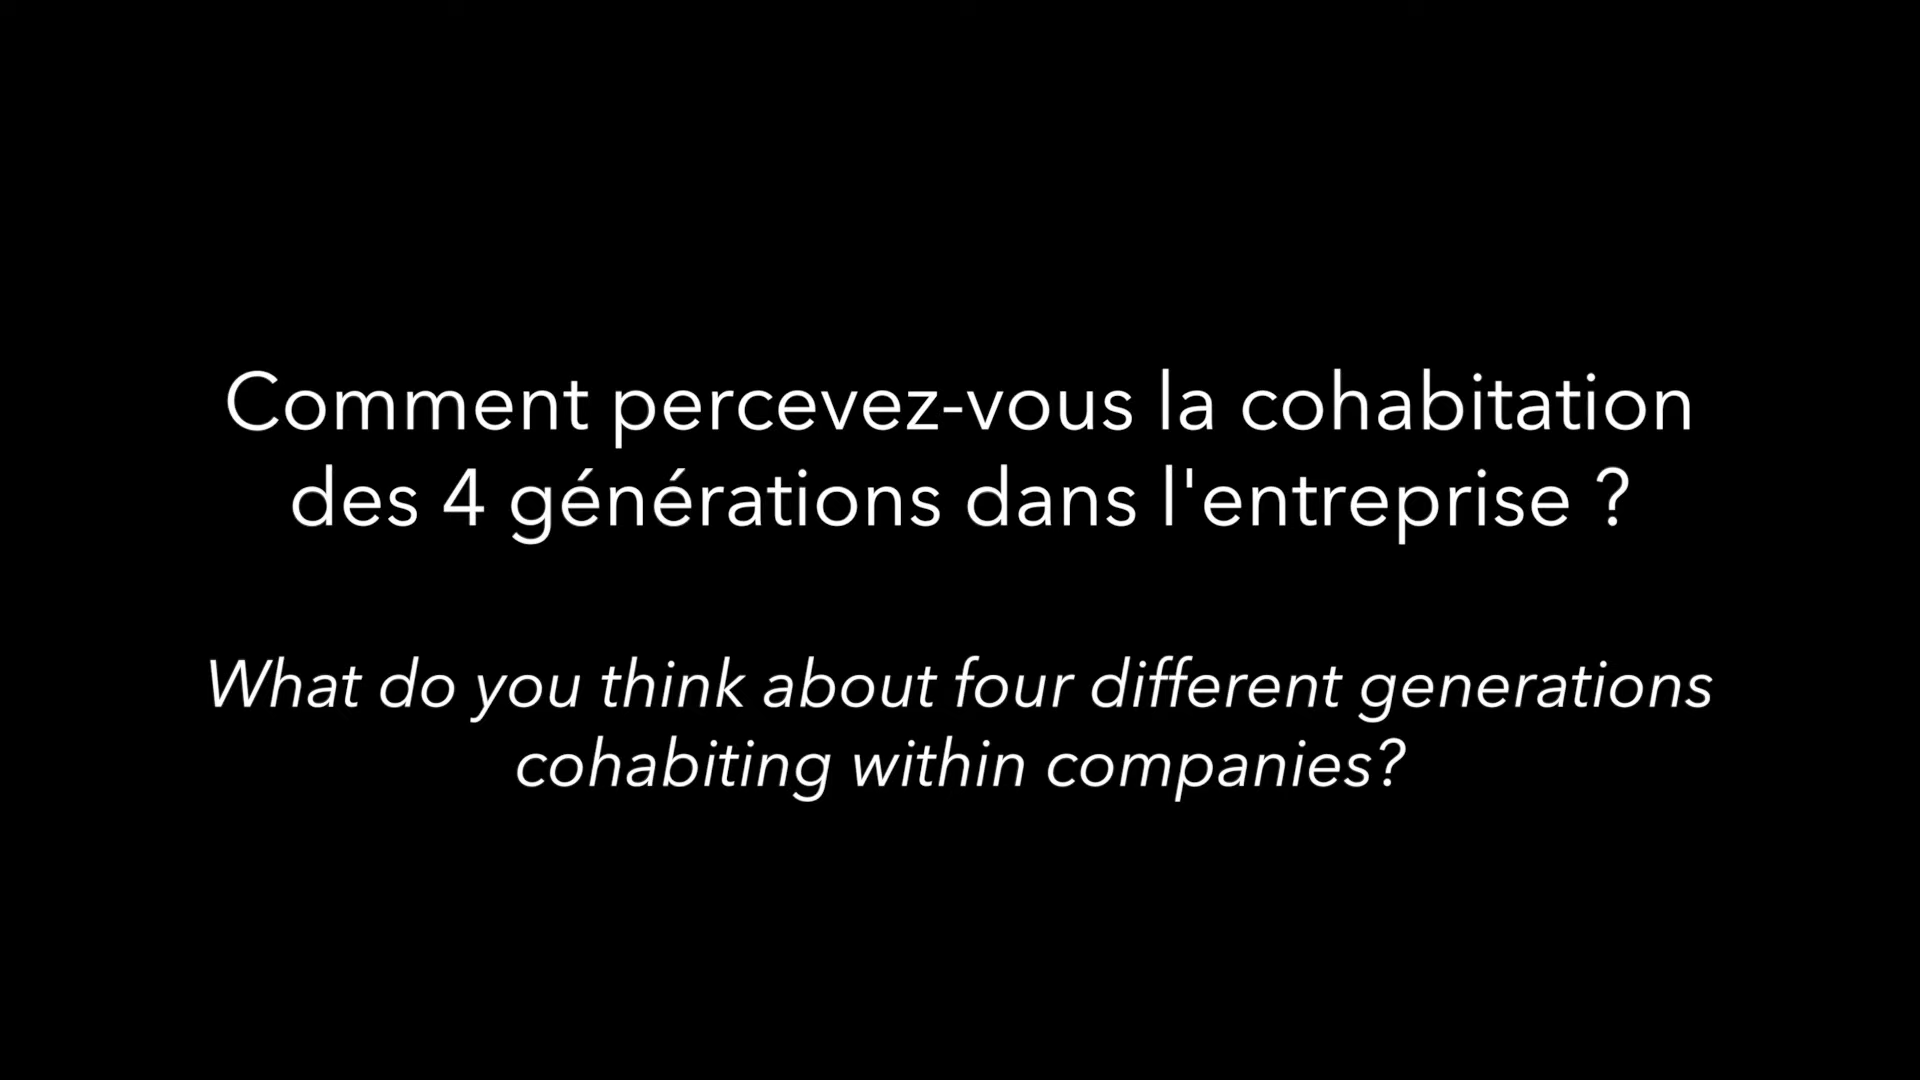 Comment percevez-vous la cohabitation
des 4 générations dans l'entreprise ?
What do you think about four different generations
cohabiting within companies?